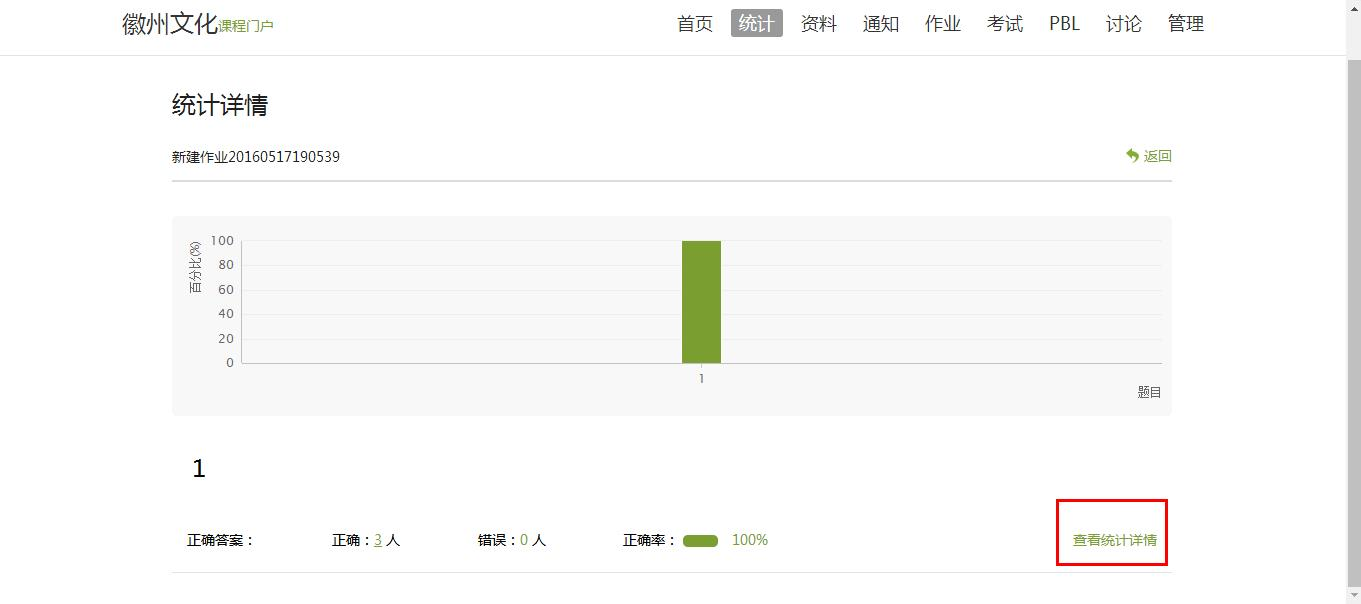 徽州文化课程门户 首页 统计 资料 通知 作业 考试 PBL 讨论 管理
统计详情
新建作业20160517190539 返回
百分比(%)
100
80
60
40
20
0
1
题目
1
正确答案： 正确：3 人 错误：0 人 正确率： 100% 查看统计详情